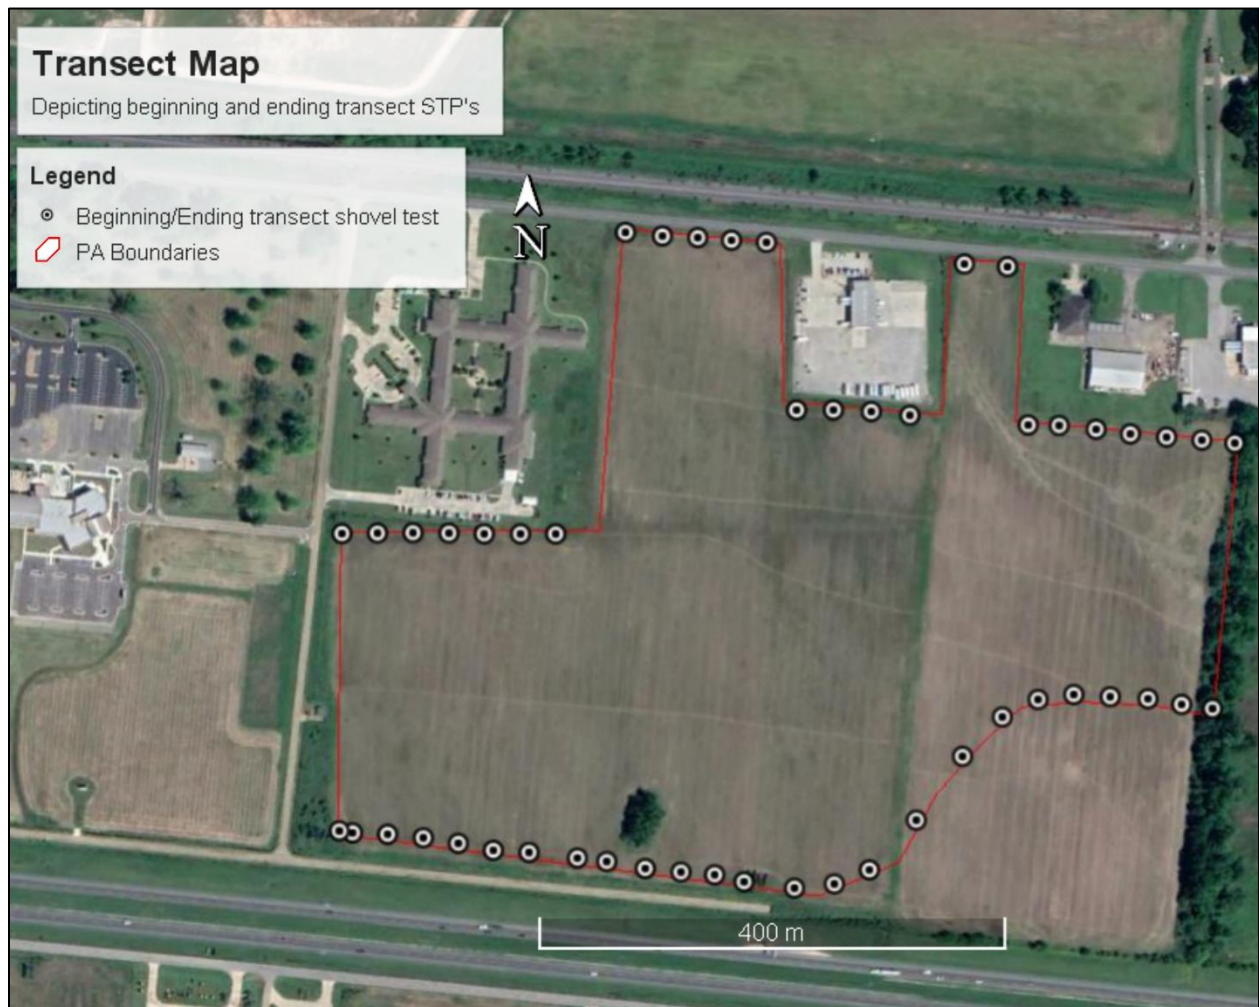 Transect Map
Depicting beginning and ending transect STP's
Legend
Beginning/Ending transect shovel test
PA Boundaries
N
400 m